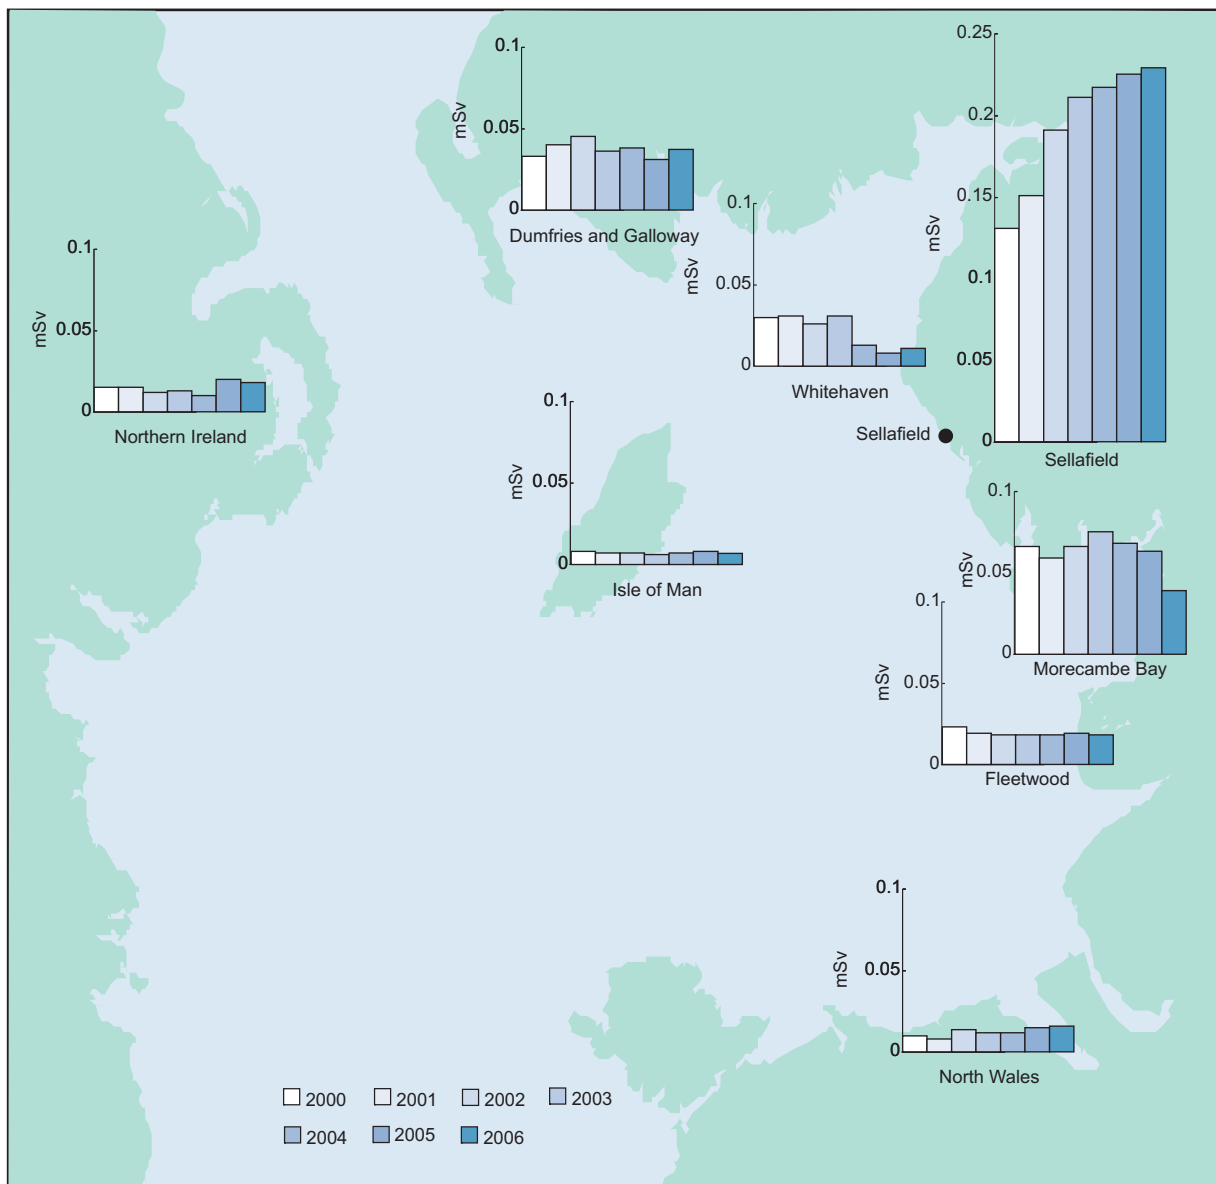 0.1
mSv
0.05
0
Dumfries and Galloway
0.25
0.2
mSv
0.15
0.1
0.05
0
Sellafield
0.1
mSv
0.05
0
Whitehaven
0.1
mSv
0.05
0
Northern Ireland
Sellafield
0.1
mSv
0.05
0
Isle of Man
0.1
mSv
0.05
0
Morecambe Bay
0.1
mSv
0.05
0
Fleetwood
0.1
mSv
0.05
0
North Wales
2000 2001 2002 2003
2004 2005 2006